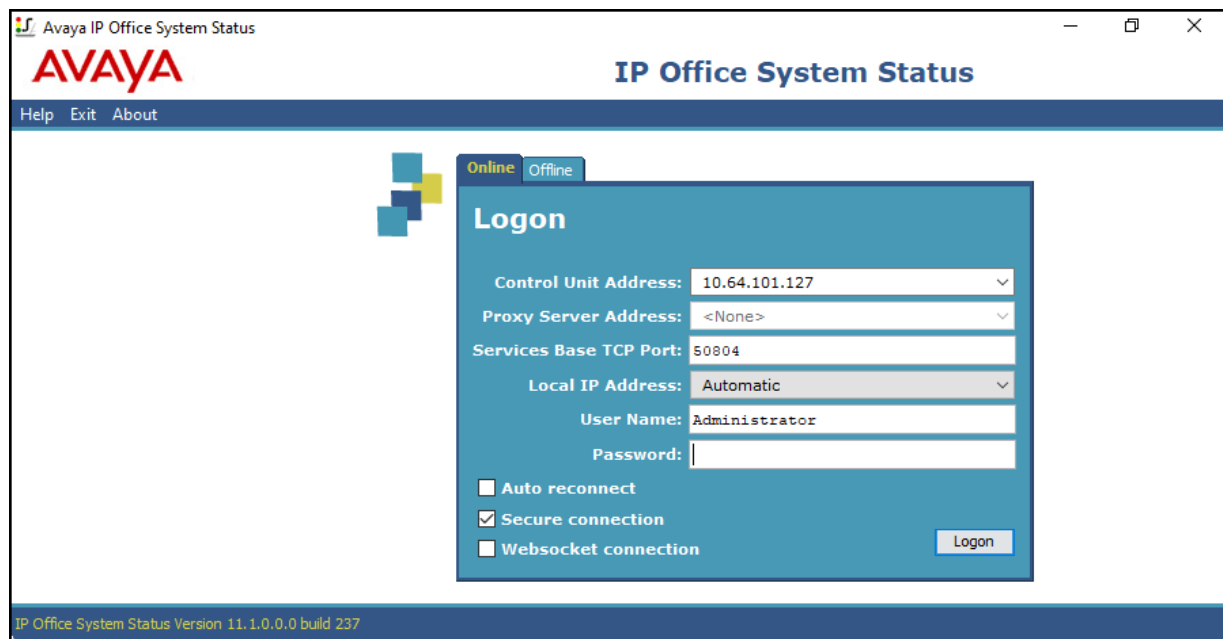 Avaya IP Office System Status
AVAYA
IP Office System Status
Help Exit About
Online Offline
Logon
Control Unit Address: 10.64.101.127
Proxy Server Address: <None>
Services Base TCP Port: 50804
Local IP Address: Automatic
User Name: Administrator
Password:
Auto reconnect
Secure connection
Websocket connection
Logon
IP Office System Status Version 11.1.0.0.0 build 237